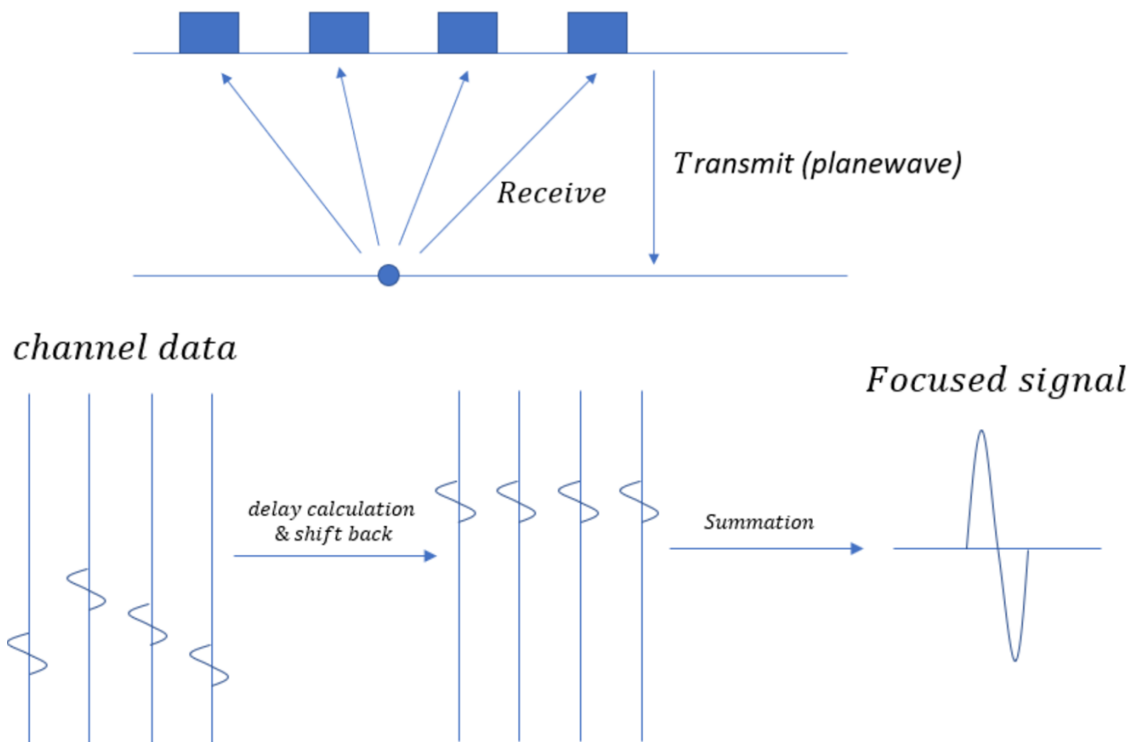 Transmit (planewave)
Receive
channel data
Focused signal
delay calculation
& shift back
Summation